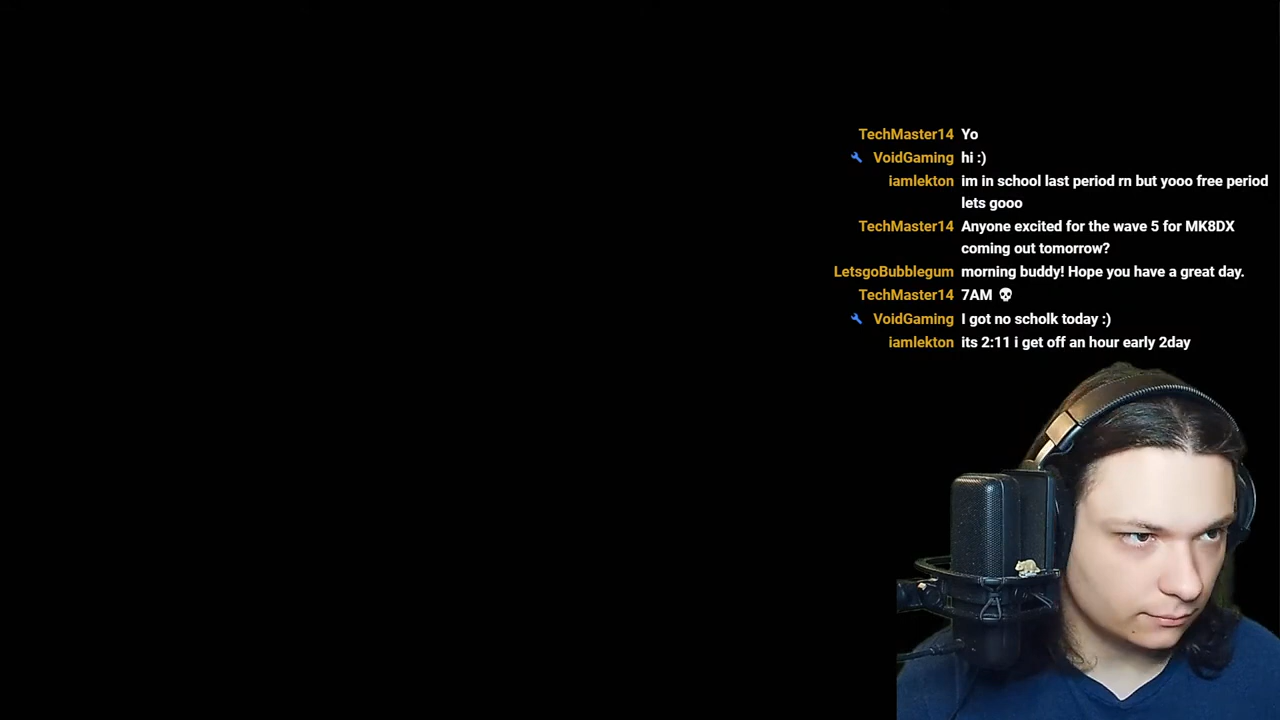 TechMaster14 Yo
VoidGaming hi :)
iamlekton im in school last period rn but yooo free period
lets gooo
TechMaster14 Anyone excited for the wave 5 for MK8DX
coming out tomorrow?
LetsgoBubblegum morning buddy! Hope you have a great day.
TechMaster14 7AM 💀
VoidGaming I got no scholk today :)
iamlekton its 2:11 i get off an hour early 2day